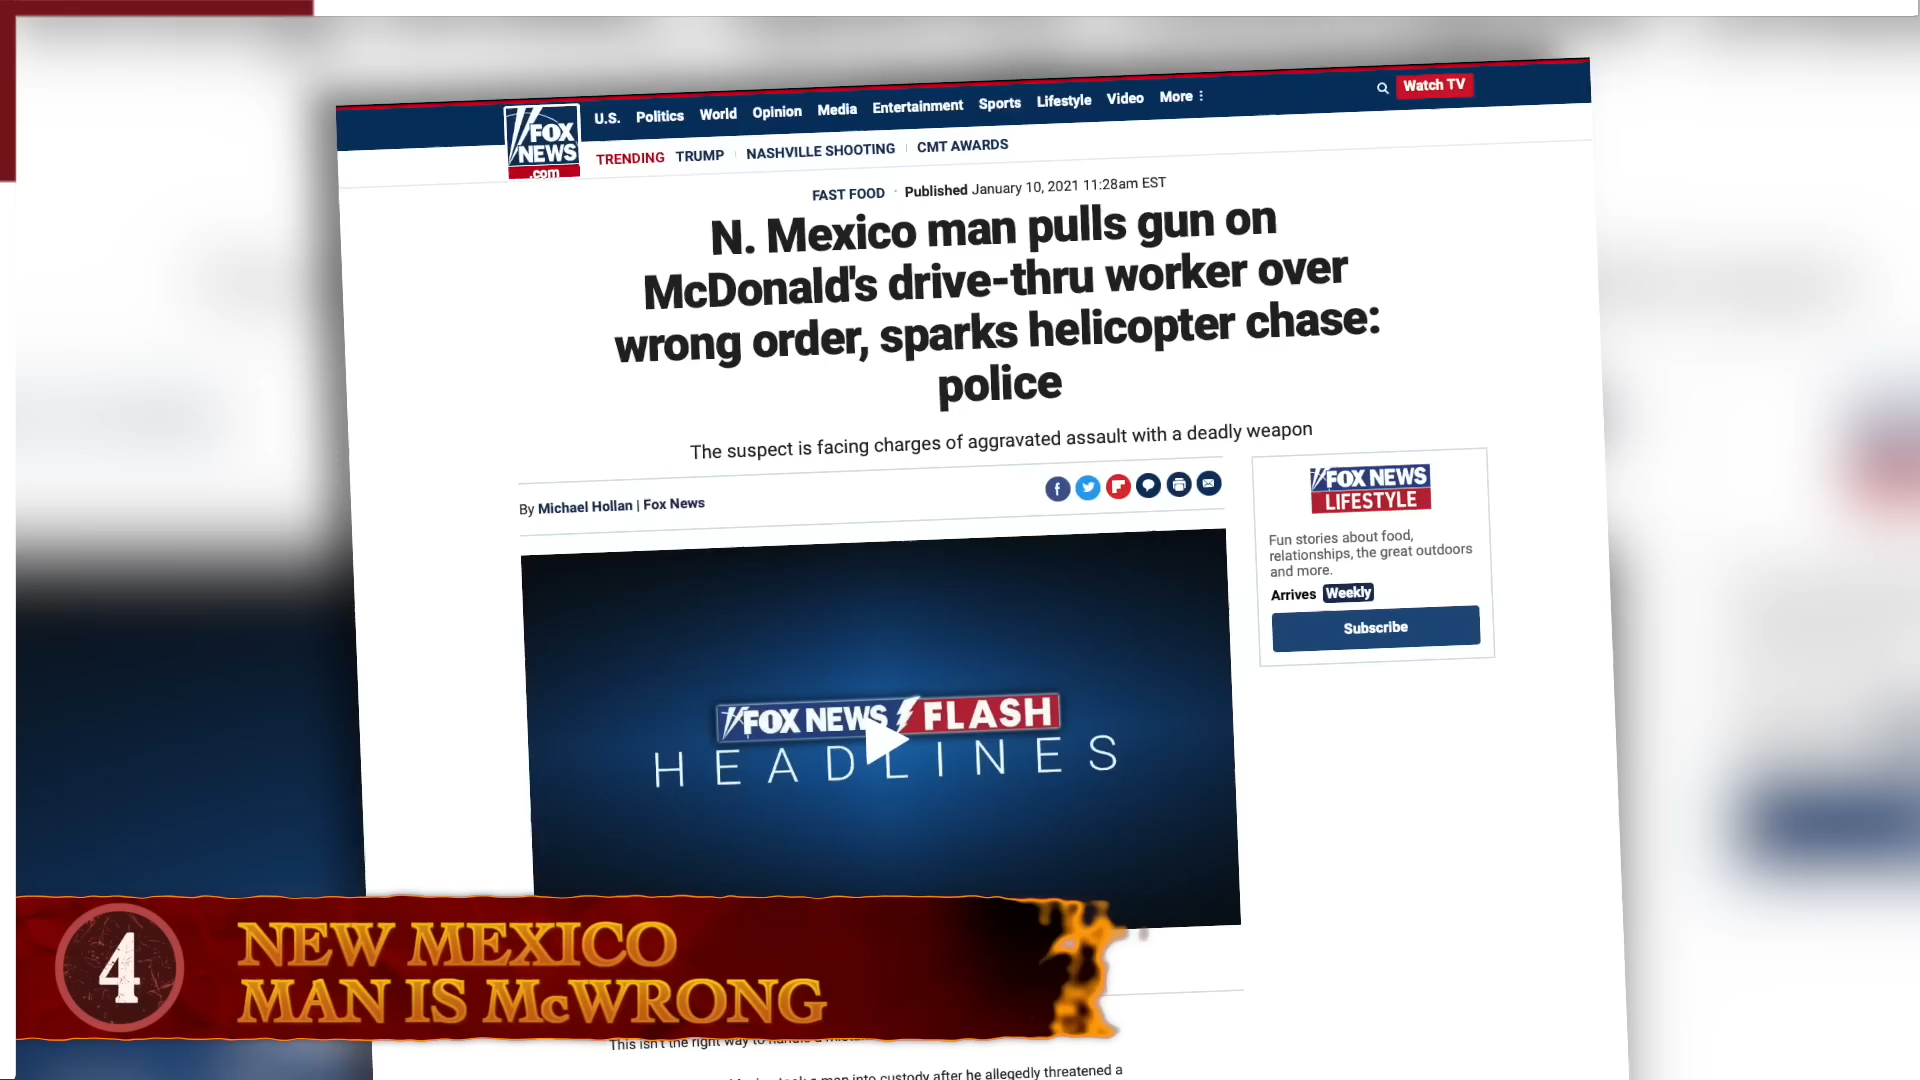 U.S. Politics World Opinion Media Entertainment Sports Lifestyle Video More
Watch TV
FOX
NEWS
.com
TRENDING TRUMP NASHVILLE SHOOTING CMT AWARDS
FAST FOOD · Published January 10, 2021 11:28am EST
N. Mexico man pulls gun on
McDonald's drive-thru worker over
wrong order, sparks helicopter chase:
police
The suspect is facing charges of aggravated assault with a deadly weapon
By Michael Hollan | Fox News
FOX NEWS
LIFESTYLE
Fun stories about food,
relationships, the great outdoors
and more.
Arrives Weekly
Subscribe
FOX NEWS FLASH
HEADLINES
4
NEW MEXICO
MAN IS McWRONG
This isn't the right way to handle a
a man into custody after he allegedly threatened a